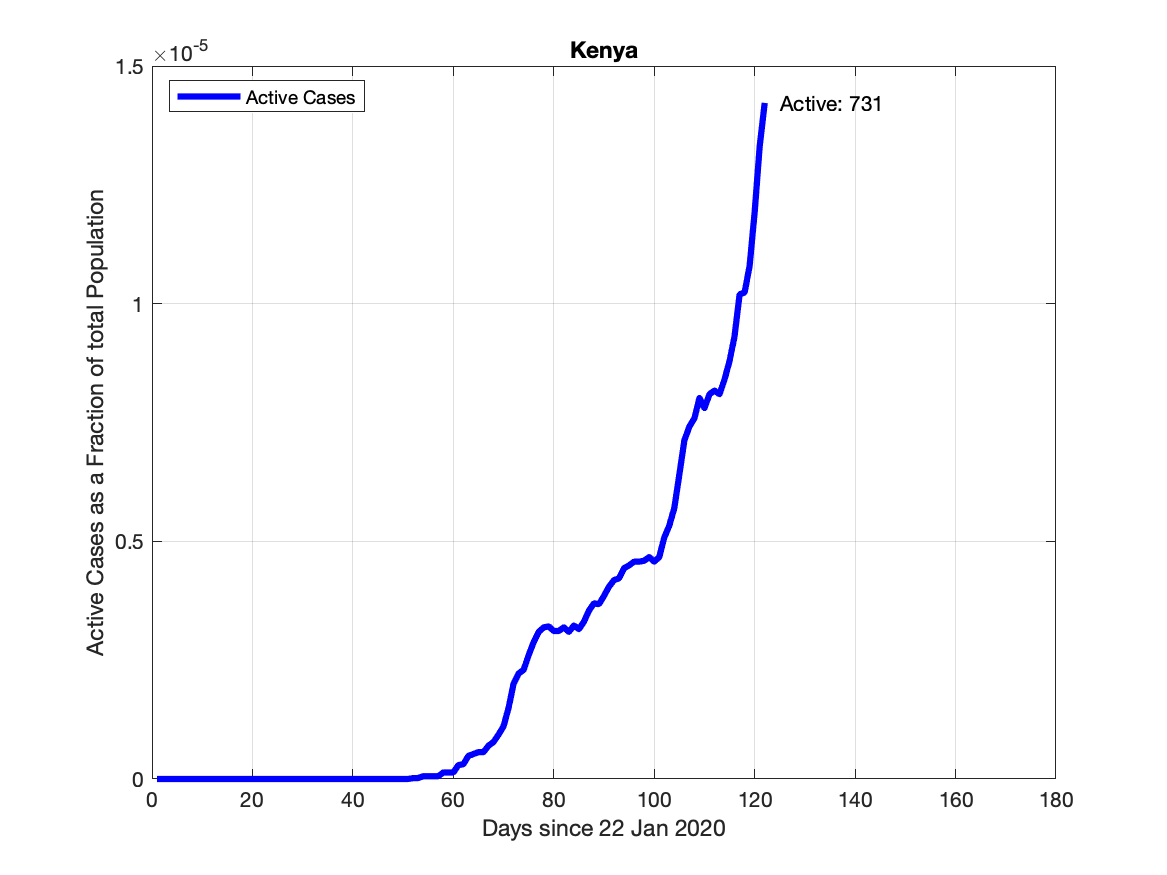 Kenya
×10-5
Active Cases
Active: 731
1.5
1
0.5
0
Active Cases as a Fraction of total Population
0 20 40 60 80 100 120 140 160 180
Days since 22 Jan 2020